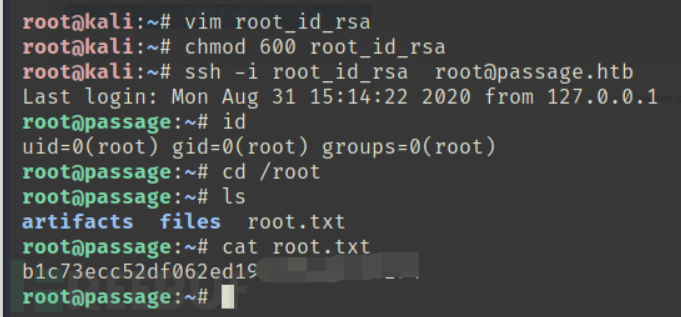 root@kali:~# vim root_id_rsa
root@kali:~# chmod 600 root_id_rsa
root@kali:~# ssh -i root_id_rsa  root@passage.htb
Last login: Mon Aug 31 15:14:22 2020 from 127.0.0.1
root@passage:~# id
uid=0(root) gid=0(root) groups=0(root)
root@passage:~# cd /root
root@passage:~# ls
artifacts  files  root.txt
root@passage:~# cat root.txt
b1c73ecc52df062ed19
root@passage:~#